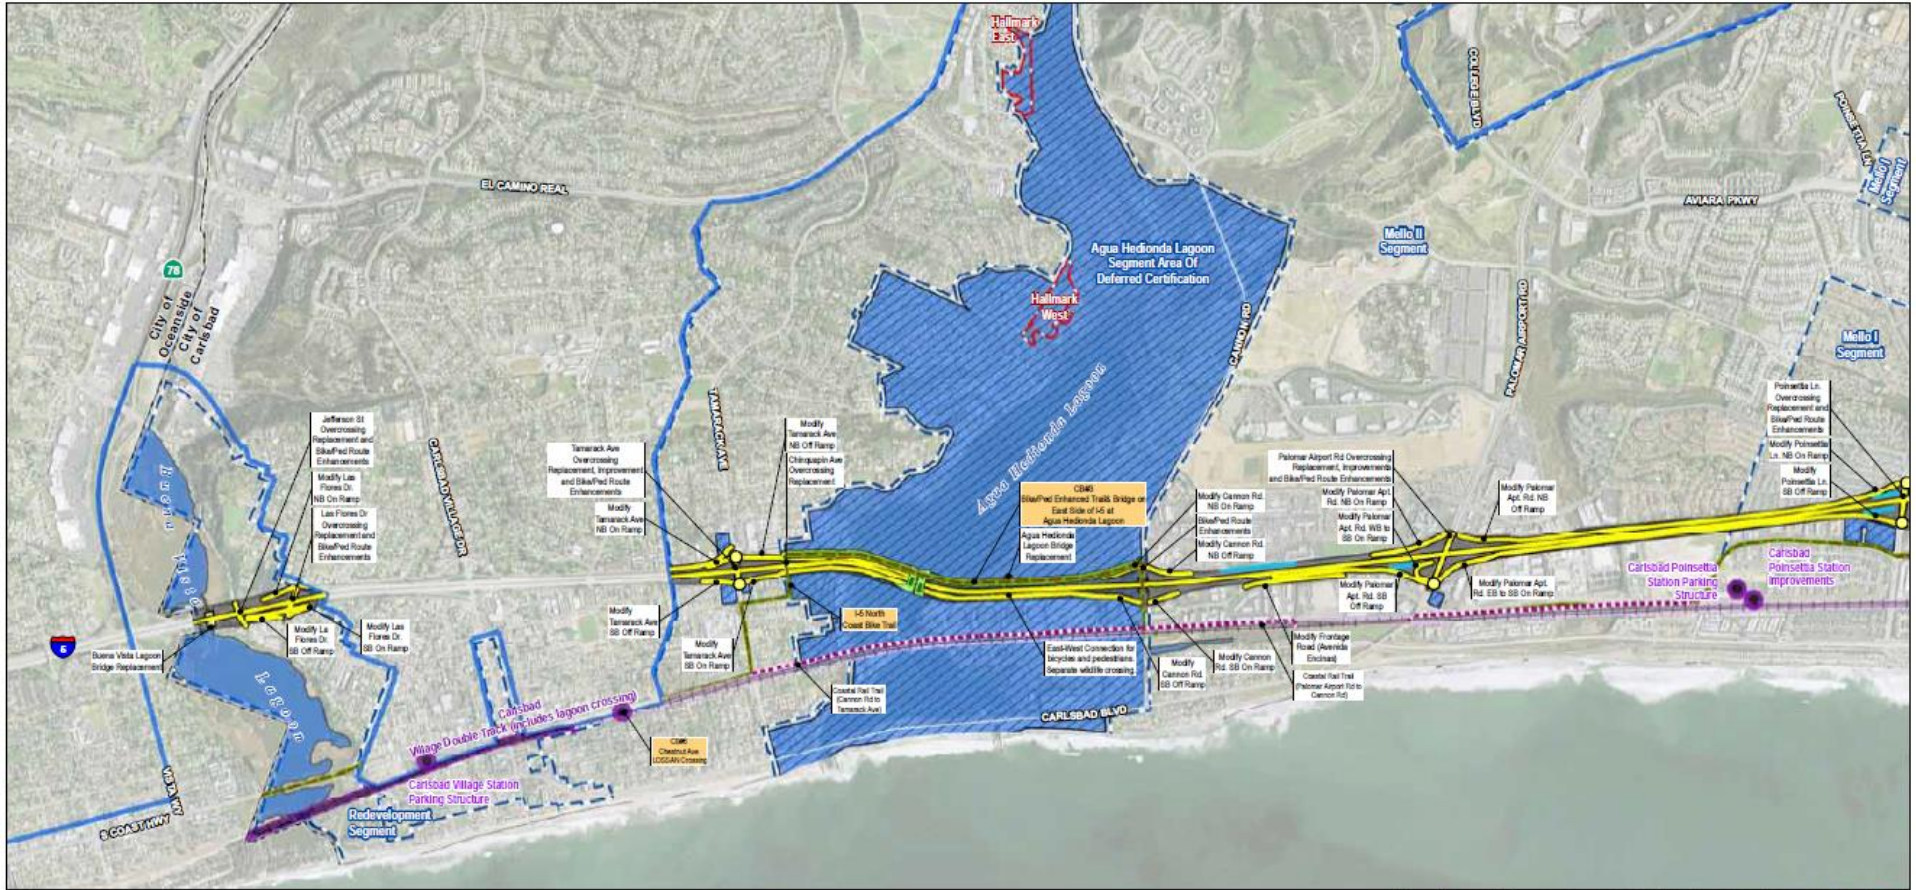 Hallmark
East
COLLEGE BLVD
POINSETTIA LN
Mello I
Segment
EL CAMINO REAL
AVIARA PKWY
Agua Hedionda Lagoon
Segment Area Of
Deferred Certification
Mello II
Segment
78
City of
Oceanside
City of
Carlsbad
Hallmark
West
CANNON RD
PALOMAR AIRPORT RD
Mello I
Segment
Agua Hedionda Lagoon
TAMARACK AVE
CARLSBAD VILLAGE DR
Buena Vista
Lagoon
Jefferson St
Overcrossing
Replacement and
Bike/Ped Route
Enhancements
Modify Las
Flores Dr.
NB On Ramp
Las Flores Dr
Overcrossing
Replacement and
Bike/Ped Route
Enhancements
Tamarack Ave
Overcrossing
Replacement, Improvement
and Bike/Ped Route
Enhancements
Modify
Tamarack Ave
NB On Ramp
Modify
Tamarack Ave
NB Off Ramp
Chinquapin Ave
Overcrossing
Replacement
CB#3
Bike/Ped Enhanced Trail& Bridge on
East Side of I-5 at
Agua Hedionda Lagoon
Agua Hedionda
Lagoon Bridge
Replacement
Modify Cannon Rd.
NB On Ramp
Bike/Ped Route
Enhancements
Modify Cannon Rd.
NB Off Ramp
Palomar Airport Rd Overcrossing
Replacement, Improvements
and Bike/Ped Route Enhancements
Modify Palomar Apt.
Rd. NB On Ramp
Modify Palomar
Apt. Rd. WB to
SB On Ramp
Modify Palomar
Apt. Rd. NB
Off Ramp
Poinsettia Ln.
Overcrossing
Replacement and
Bike/Ped Route
Enhancements
Modify Poinsettia
Ln. NB On Ramp
Modify
Poinsettia Ln.
SB Off Ramp
5
Buena Vista Lagoon
Bridge Replacement
Modify La
Flores Dr.
SB Off Ramp
Modify Las
Flores Dr.
SB On Ramp
Modify
Tamarack Ave
SB Off Ramp
Modify
Tamarack Ave
SB On Ramp
I-5 North
Coast Bike Trail
Coastal Rail Trail
(Cannon Rd to
Tamarack Ave)
East-West Connection for
bicycles and pedestrians.
Separate wildlife crossing.
Modify
Cannon Rd.
SB Off Ramp
Modify Cannon
Rd. SB On Ramp
Modify Frontage
Road (Avenida
Encinas)
Coastal Rail Trail
(Palomar Airport Rd to
Cannon Rd)
Modify Palomar
Apt. Rd. SB
Off Ramp
Modify Palomar Apt.
Rd. EB to SB On Ramp
Carlsbad Poinsettia
Station Parking
Structure
Carlsbad
Poinsettia Station
Improvements
Carlsbad
Village Double Track (includes lagoon crossing)
Chestnut Ave
LOSSAN Crossing
CARLSBAD BLVD
Carlsbad Village Station
Parking Structure
Redevelopment
Segment
VISTA WY
S COAST HWY